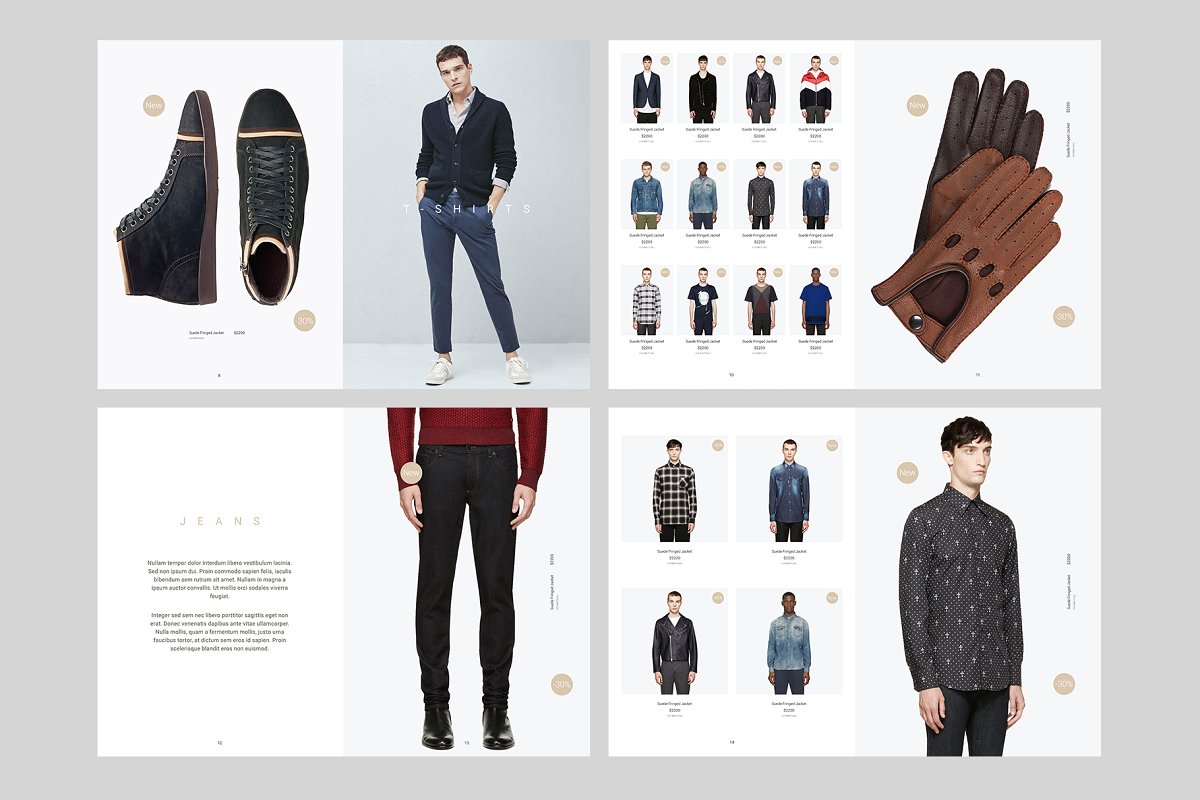 New
-30%
Suede Fringed Jacket $2200
8
T-SHIRTS
Suede Fringed Jacket
$2200
Suede Fringed Jacket
$2200
Suede Fringed Jacket
$2200
Suede Fringed Jacket
$2200
Suede Fringed Jacket
$2200
Suede Fringed Jacket
$2200
Suede Fringed Jacket
$2200
Suede Fringed Jacket
$2200
Suede Fringed Jacket
$2200
Suede Fringed Jacket
$2200
Suede Fringed Jacket
$2200
Suede Fringed Jacket
$2200
10
New
Suede Fringed Jacket $2200
-30%
11
JEANS
Nullam tempor dolor interdum libero vestibulum lacinia.
Sed non ipsum dui. Proin commodo sapien felis, iaculis
bibendum sem rutrum sit amet. Nullam in magna a
ipsum auctor convallis. Ut mollis orci sodales viverra
feugiat.
Integer sed sem nec libero porttitor sagittis eget non
erat. Donec venenatis dapibus ante vitae ullamcorper.
Nulla mollis, quam a fermentum mollis, justo urna
faucibus tortor, at dictum sem eros id sapien. Proin
scelerisque blandit eros non euismod.
12
New
Suede Fringed Jacket $2200
-30%
13
Suede Fringed Jacket
$2200
Suede Fringed Jacket
$2200
Suede Fringed Jacket
$2200
Suede Fringed Jacket
$2200
14
New
Suede Fringed Jacket $2200
-30%